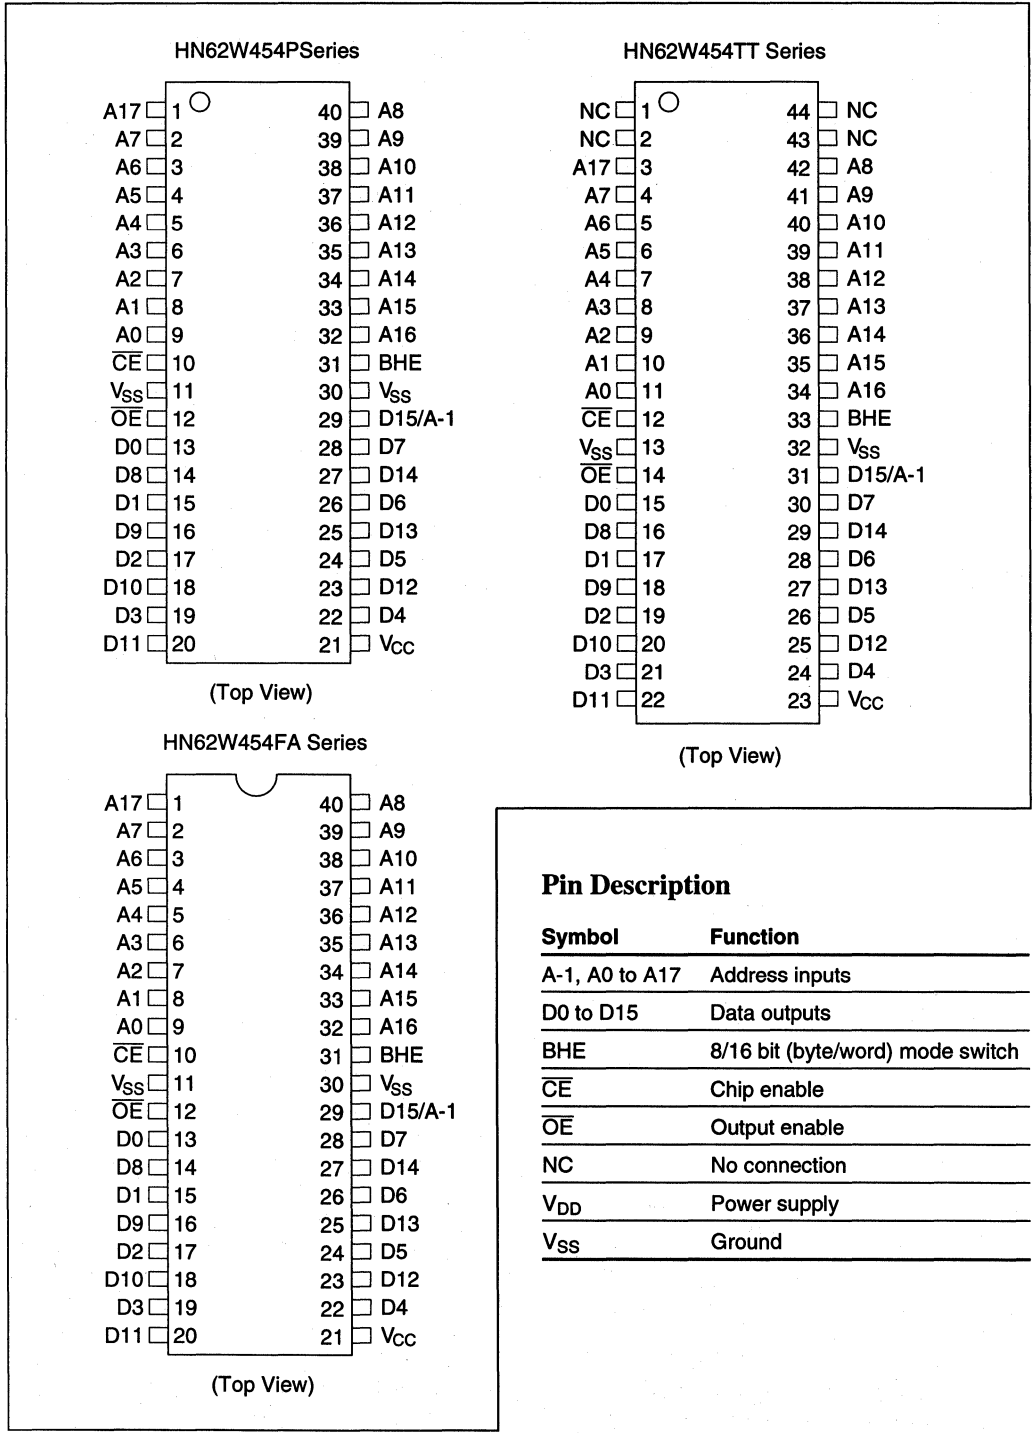 HN62W454PSeries
A17 1 40 A8
A7 2 39 A9
A6 3 38 A10
A5 4 37 A11
A4 5 36 A12
A3 6 35 A13
A2 7 34 A14
A1 8 33 A15
A0 9 32 A16
CE 10 31 BHE
VSS 11 30 VSS
OE 12 29 D15/A-1
D0 13 28 D7
D8 14 27 D14
D1 15 26 D6
D9 16 25 D13
D2 17 24 D5
D10 18 23 D12
D3 19 22 D4
D11 20 21 VCC
(Top View)
HN62W454TT Series
NC 1 44 NC
NC 2 43 NC
A17 3 42 A8
A7 4 41 A9
A6 5 40 A10
A5 6 39 A11
A4 7 38 A12
A3 8 37 A13
A2 9 36 A14
A1 10 35 A15
A0 11 34 A16
CE 12 33 BHE
VSS 13 32 VSS
OE 14 31 D15/A-1
D0 15 30 D7
D8 16 29 D14
D1 17 28 D6
D9 18 27 D13
D2 19 26 D5
D10 20 25 D12
D3 21 24 D4
D11 22 23 VCC
(Top View)
HN62W454FA Series
A17 1 40 A8
A7 2 39 A9
A6 3 38 A10
A5 4 37 A11
A4 5 36 A12
A3 6 35 A13
A2 7 34 A14
A1 8 33 A15
A0 9 32 A16
CE 10 31 BHE
VSS 11 30 VSS
OE 12 29 D15/A-1
D0 13 28 D7
D8 14 27 D14
D1 15 26 D6
D9 16 25 D13
D2 17 24 D5
D10 18 23 D12
D3 19 22 D4
D11 20 21 VCC
(Top View)
Pin Description
Symbol Function
A-1, A0 to A17 Address inputs
D0 to D15 Data outputs
BHE 8/16 bit (byte/word) mode switch
CE Chip enable
OE Output enable
NC No connection
VDD Power supply
VSS Ground